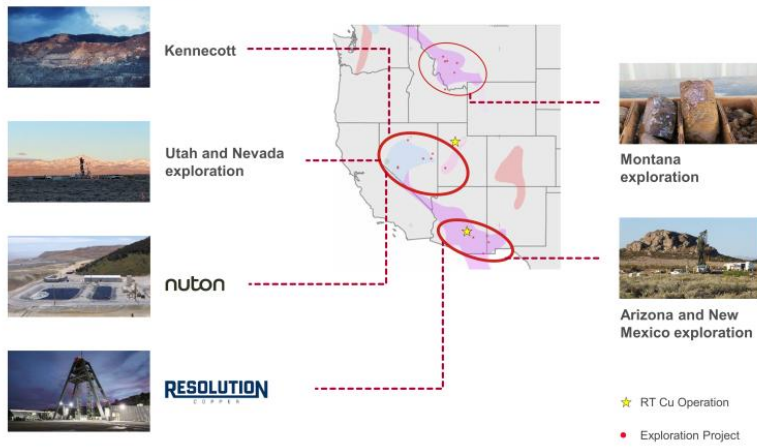 Kennecott
Utah and Nevada
exploration
nuton
RESOLUTION
COPPER
Montana
exploration
Arizona and New
Mexico exploration
RT Cu Operation
Exploration Project